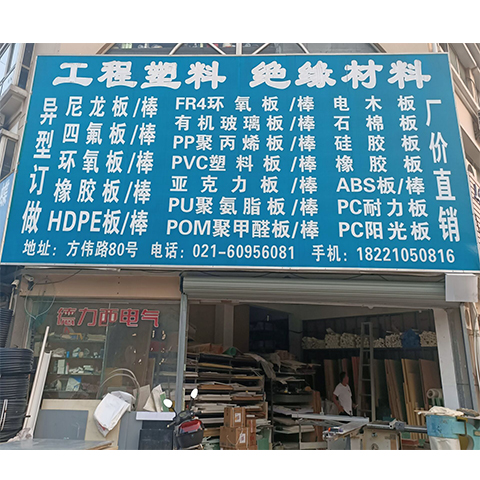 工程塑料 绝缘材料
异型订做
尼龙板/棒 FR4环氧板/棒 电木板
四氟板/棒 有机玻璃板/棒 石棉板
环氧板/棒 PP聚丙烯板/棒 硅胶板
橡胶板/棒 PVC塑料板/棒 橡胶板
亚克力板/棒 ABS板/棒
PU聚氨脂板/棒 PC耐力板
HDPE板/棒 POM聚甲醛板/棒 PC阳光板
厂价直销
地址：方伟路80号 电话：021-60956081 手机：18221050816
德力西电气